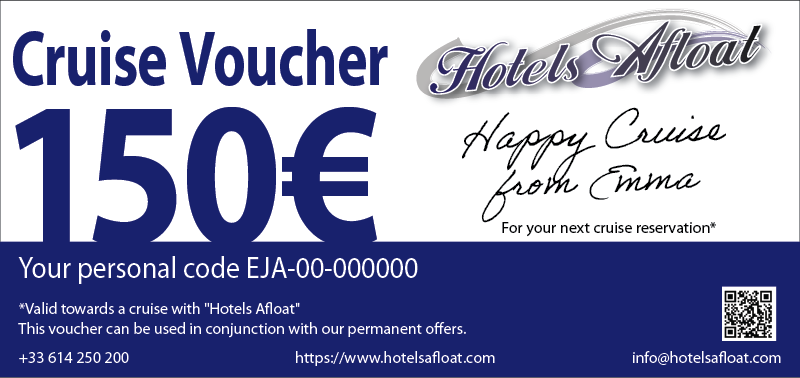 Cruise Voucher
Hotels Afloat
150€
Happy Cruise
from Emma
For your next cruise reservation*
Your personal code EJA-00-000000
*Valid towards a cruise with "Hotels Afloat"
This voucher can be used in conjunction with our permanent offers.
+33 614 250 200 https://www.hotelsafloat.com info@hotelsafloat.com